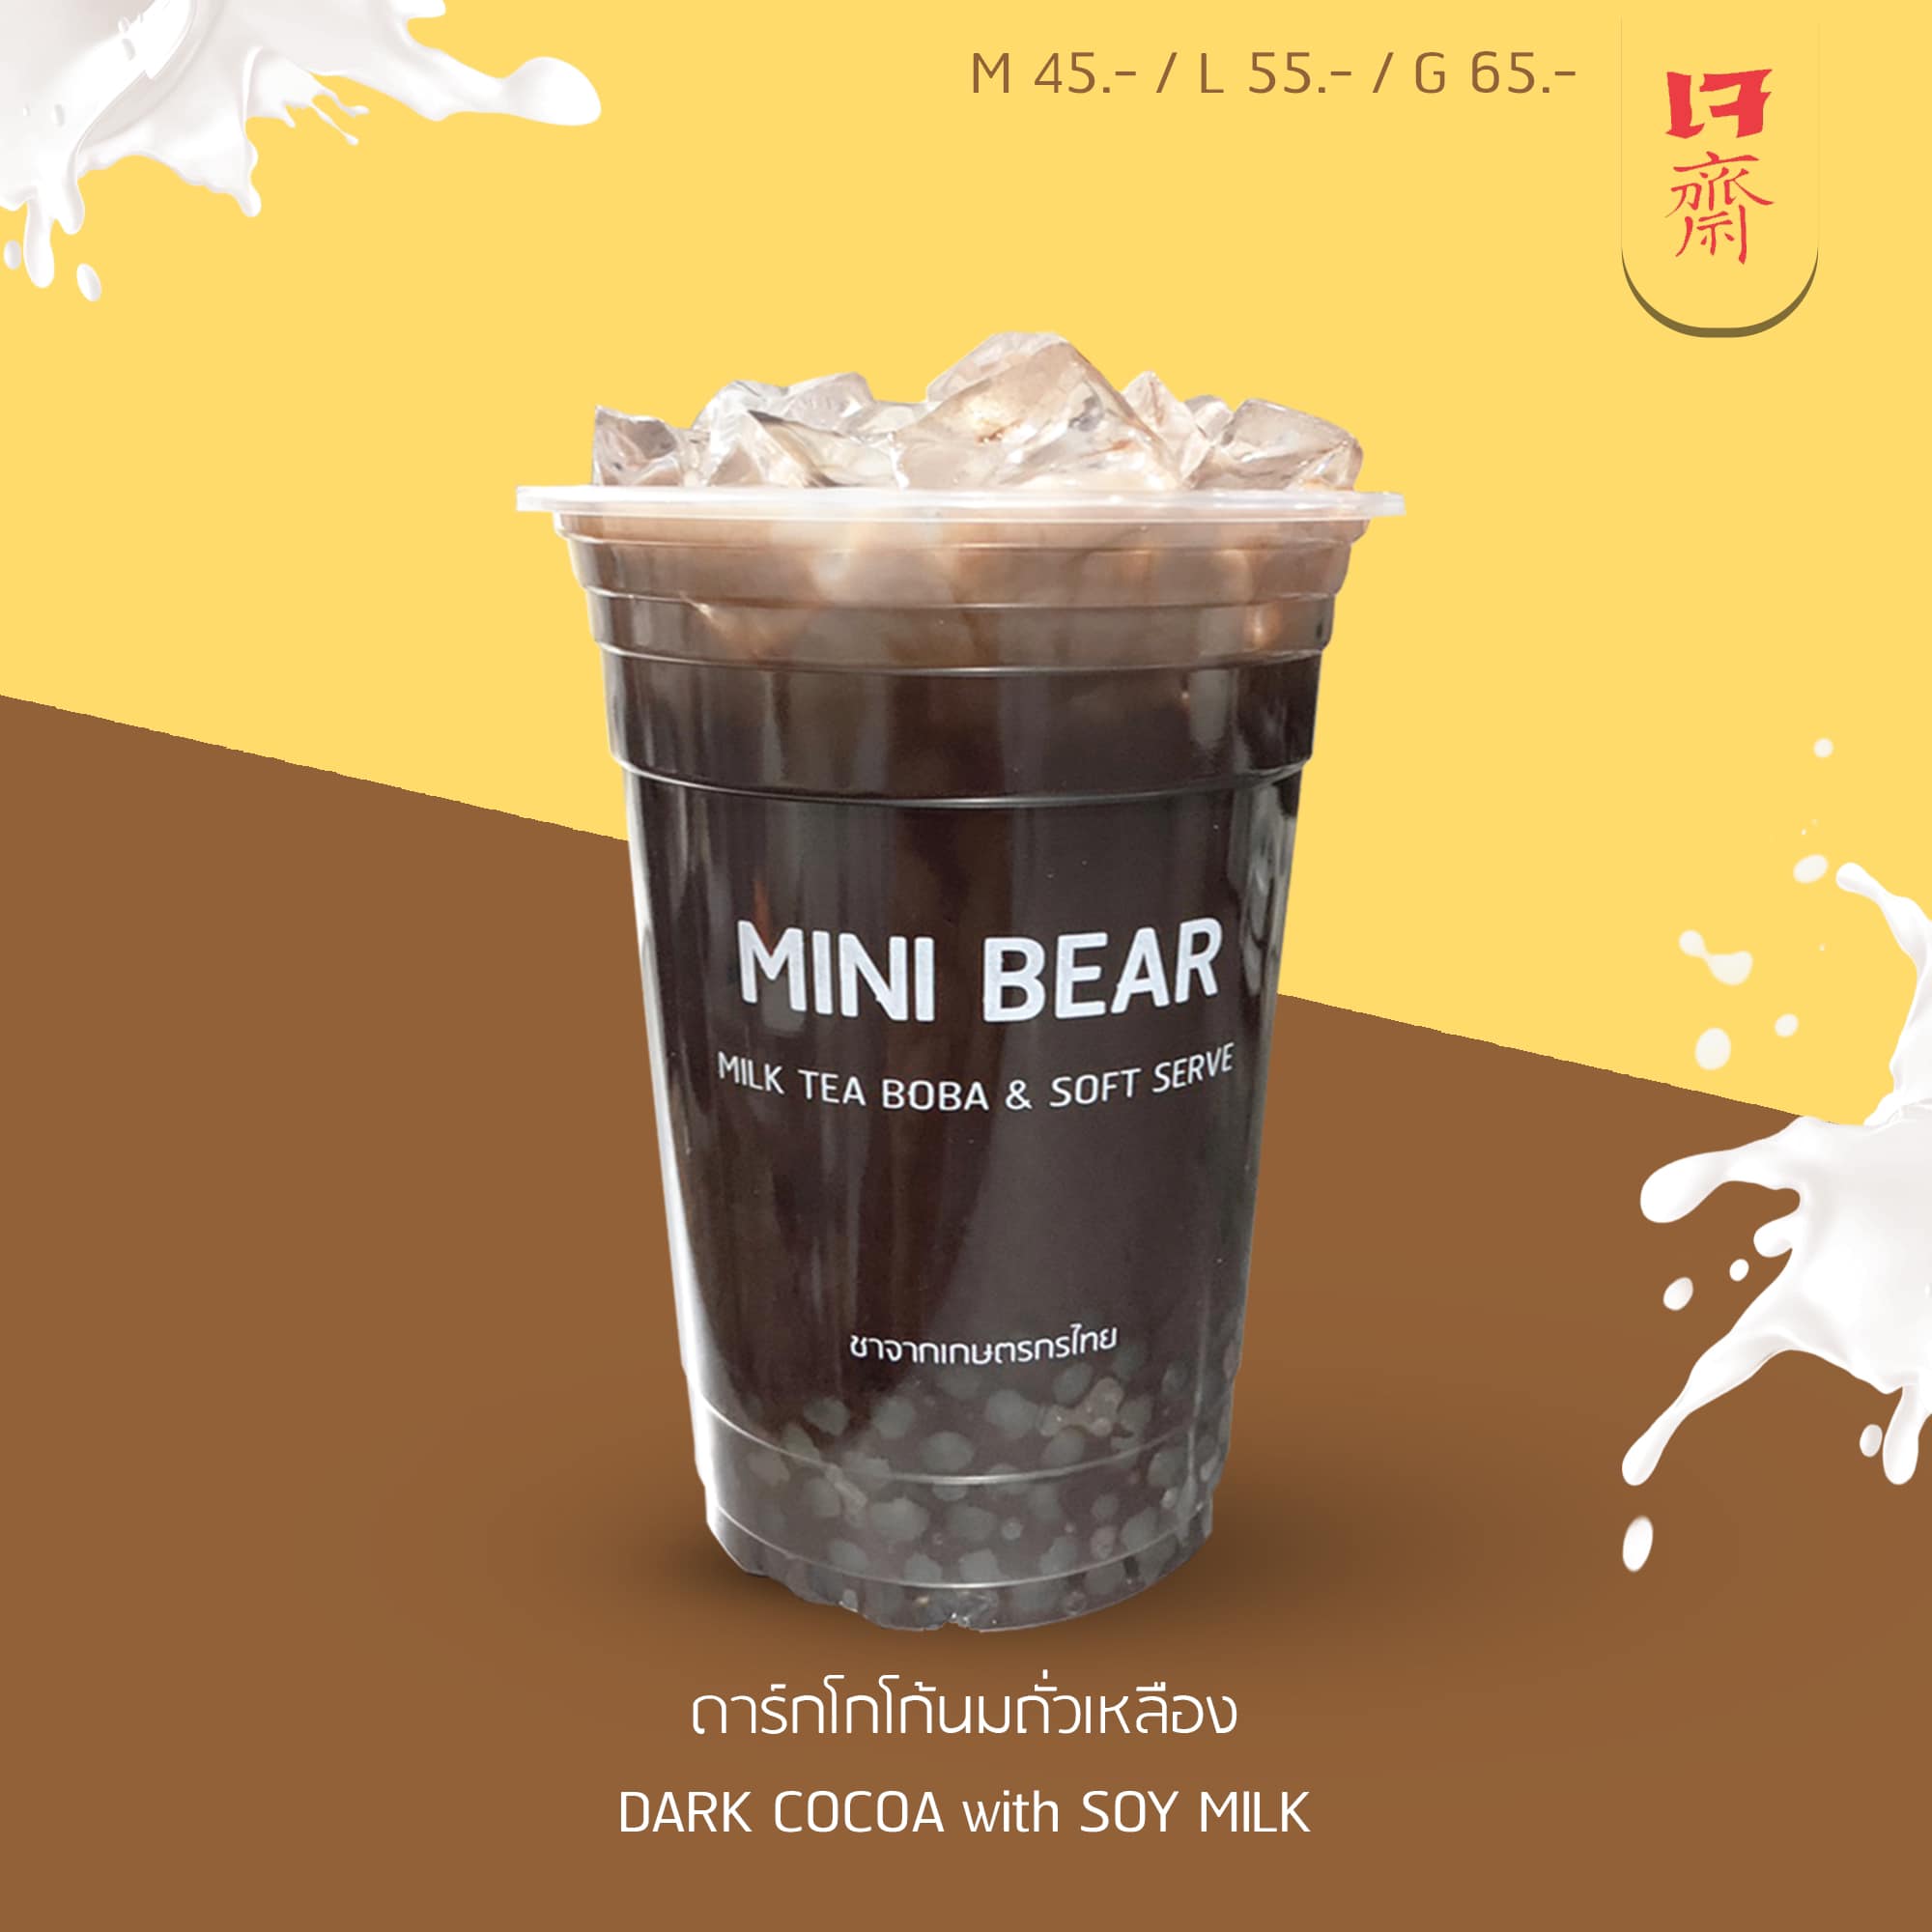 M 45.- / L 55.- / G 65.-
เจ
齋
MINI BEAR
MILK TEA BOBA & SOFT SERVE
ชาจากเกษตรกรไทย
ดาร์กโกโก้นมถั่วเหลือง
DARK COCOA with SOY MILK